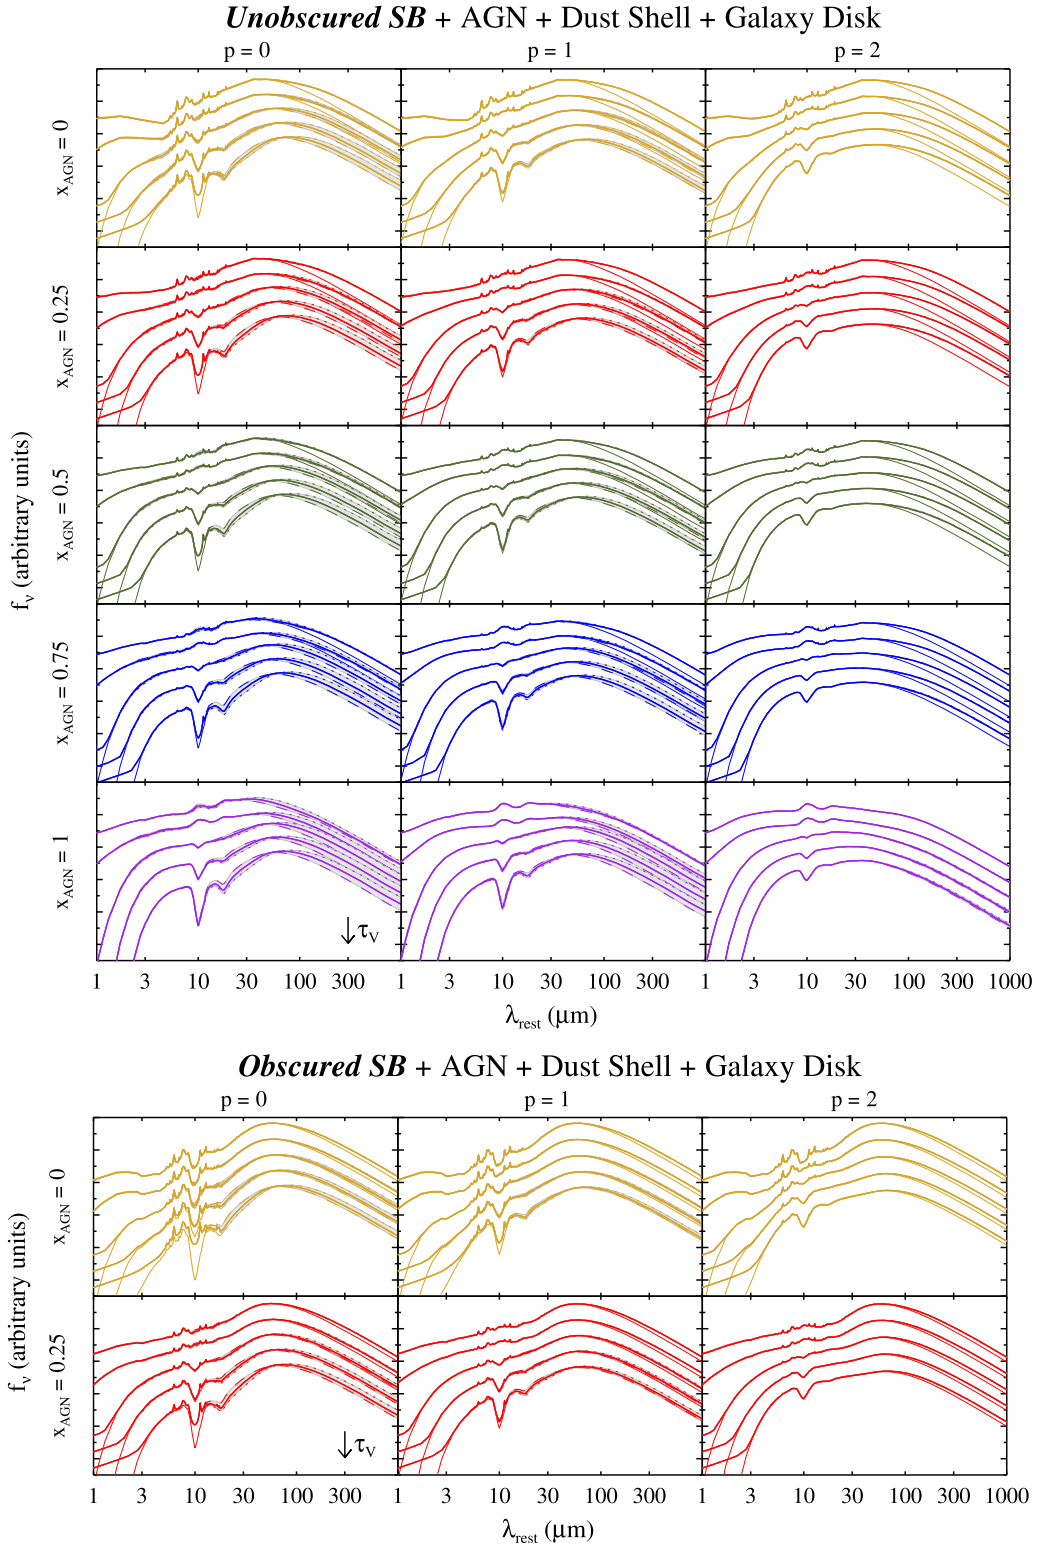 Unobscured SB + AGN + Dust Shell + Galaxy Disk
p = 0 p = 1 p = 2
x_AGN = 0
x_AGN = 0.25
x_AGN = 0.5
x_AGN = 0.75
x_AGN = 1
f_ν (arbitrary units)
↓ τ_V
1 3 10 30 100 300 1 3 10 30 100 300 1 3 10 30 100 300 1000
λ_rest (μm)
Obscured SB + AGN + Dust Shell + Galaxy Disk
p = 0 p = 1 p = 2
x_AGN = 0
x_AGN = 0.25
f_ν (arbitrary units)
↓ τ_V
1 3 10 30 100 300 1 3 10 30 100 300 1 3 10 30 100 300 1000
λ_rest (μm)